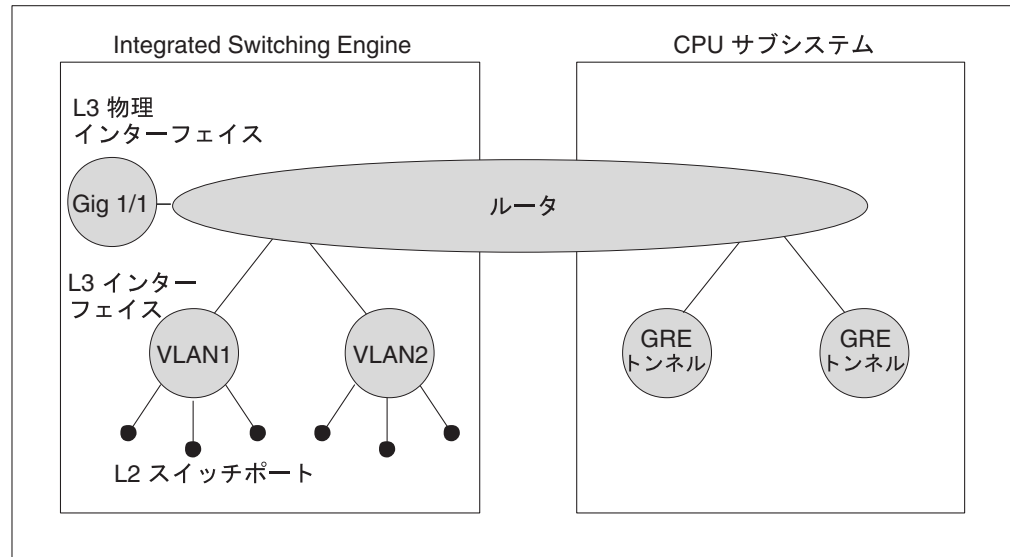 Integrated Switching Engine
CPU サブシステム
L3 物理
インターフェイス
Gig 1/1
ルータ
L3 インター
フェイス
VLAN1
VLAN2
GRE
トンネル
GRE
トンネル
L2 スイッチポート